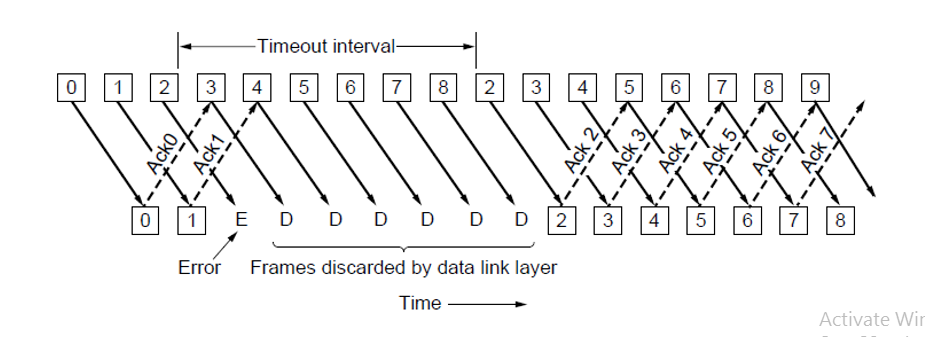 Timeout interval
0 1 2 3 4 5 6 7 8 2 3 4 5 6 7 8 9
Ack0 Ack1 Ack 2 Ack 3 Ack 4 Ack 5 Ack 6 Ack 7
0 1 E D D D D D D 2 3 4 5 6 7 8
Error Frames discarded by data link layer
Time
Activate Win